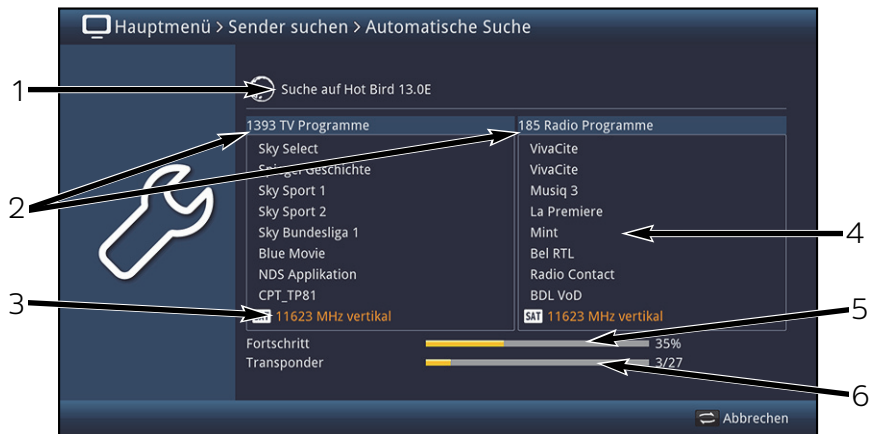 Hauptmenü > Sender suchen > Automatische Suche
1
Suche auf Hot Bird 13.0E
1393 TV Programme
185 Radio Programme
2
Sky Select
Spiegel Geschichte
Sky Sport 1
Sky Sport 2
Sky Bundesliga 1
Blue Movie
NDS Applikation
CPT_TP81
3
SAT 11623 MHz vertikal
VivaCite
VivaCite
Musiq 3
La Premiere
Mint
4
Bel RTL
Radio Contact
BDL VoD
SAT 11623 MHz vertikal
5
Fortschritt 35%
Transponder 3/27
6
Abbrechen